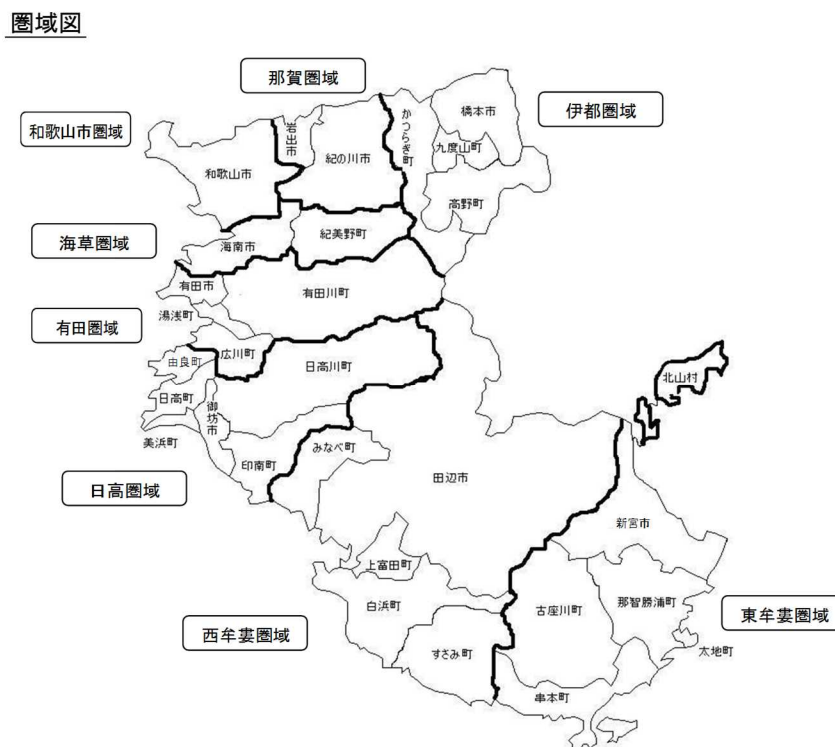 圏域図
那賀圏域
伊都圏域
和歌山市圏域
橋本市
かつらぎ町
岩出市
九度山町
紀の川市
和歌山市
高野町
海草圏域
紀美野町
海南市
有田市
有田川町
湯浅町
有田圏域
広川町
由良町
日高川町
北山村
日高町
御坊市
美浜町
みなべ町
印南町
田辺市
日高圏域
新宮市
上富田町
白浜町
古座川町
那智勝浦町
東牟婁圏域
西牟婁圏域
すさみ町
太地町
串本町